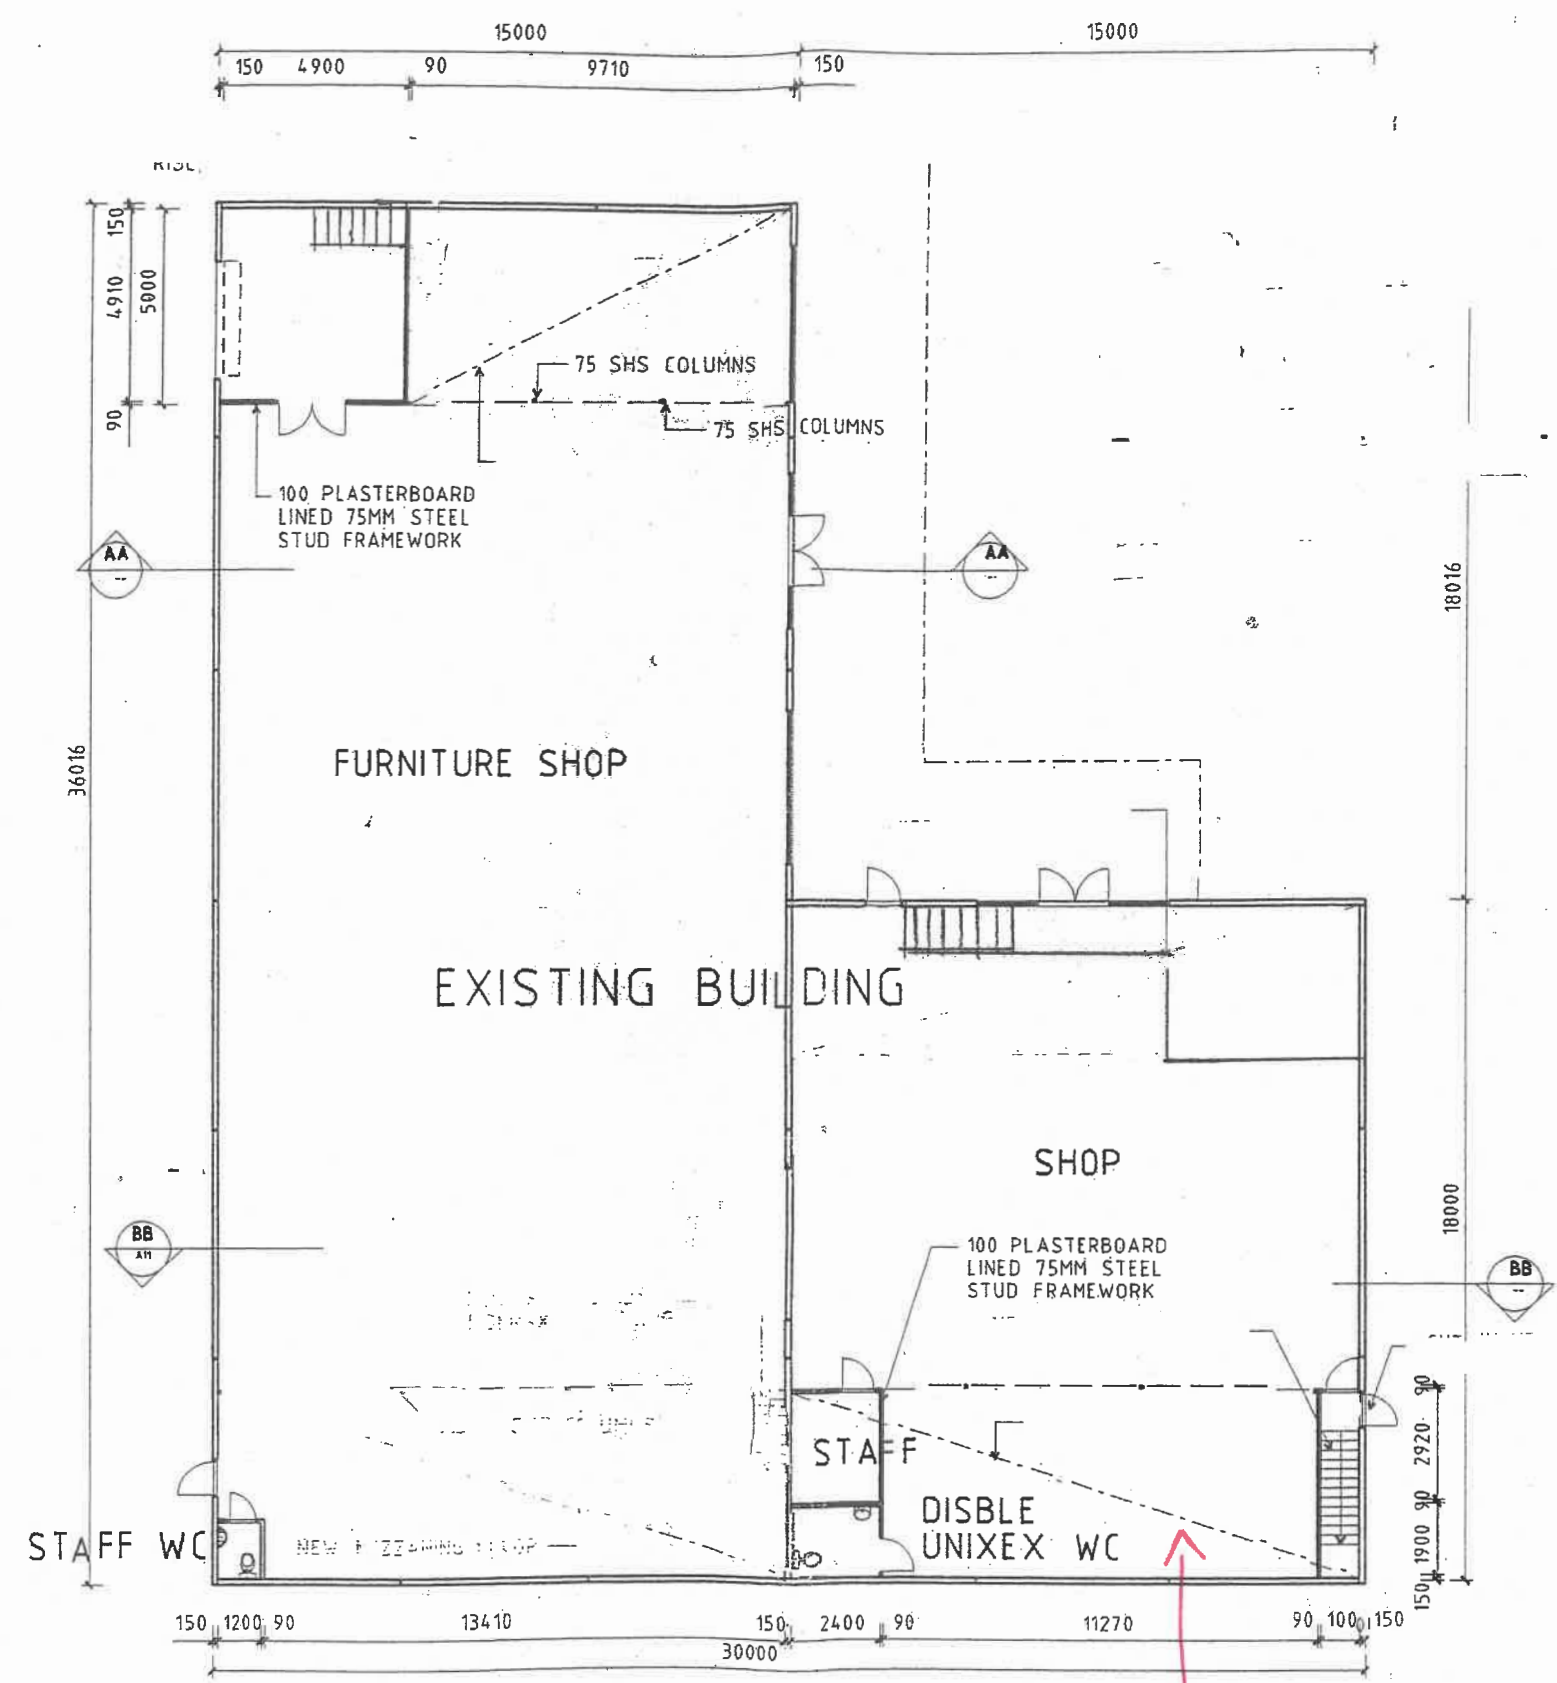 15000
15000
150
4900
90
9710
150
150
4910
5000
90
75 SHS COLUMNS
75 SHS COLUMNS
100 PLASTERBOARD
LINED 75MM STEEL
STUD FRAMEWORK
AA
AA
18016
36016
FURNITURE SHOP
EXISTING BUILDING
SHOP
18000
BB
A11
100 PLASTERBOARD
LINED 75MM STEEL
STUD FRAMEWORK
BB
90
2920
90
1900
150
STAFF
DISBLE
UNIXEX WC
STAFF WC
150
1200
90
13410
150
2400
90
11270
90
100
150
30000